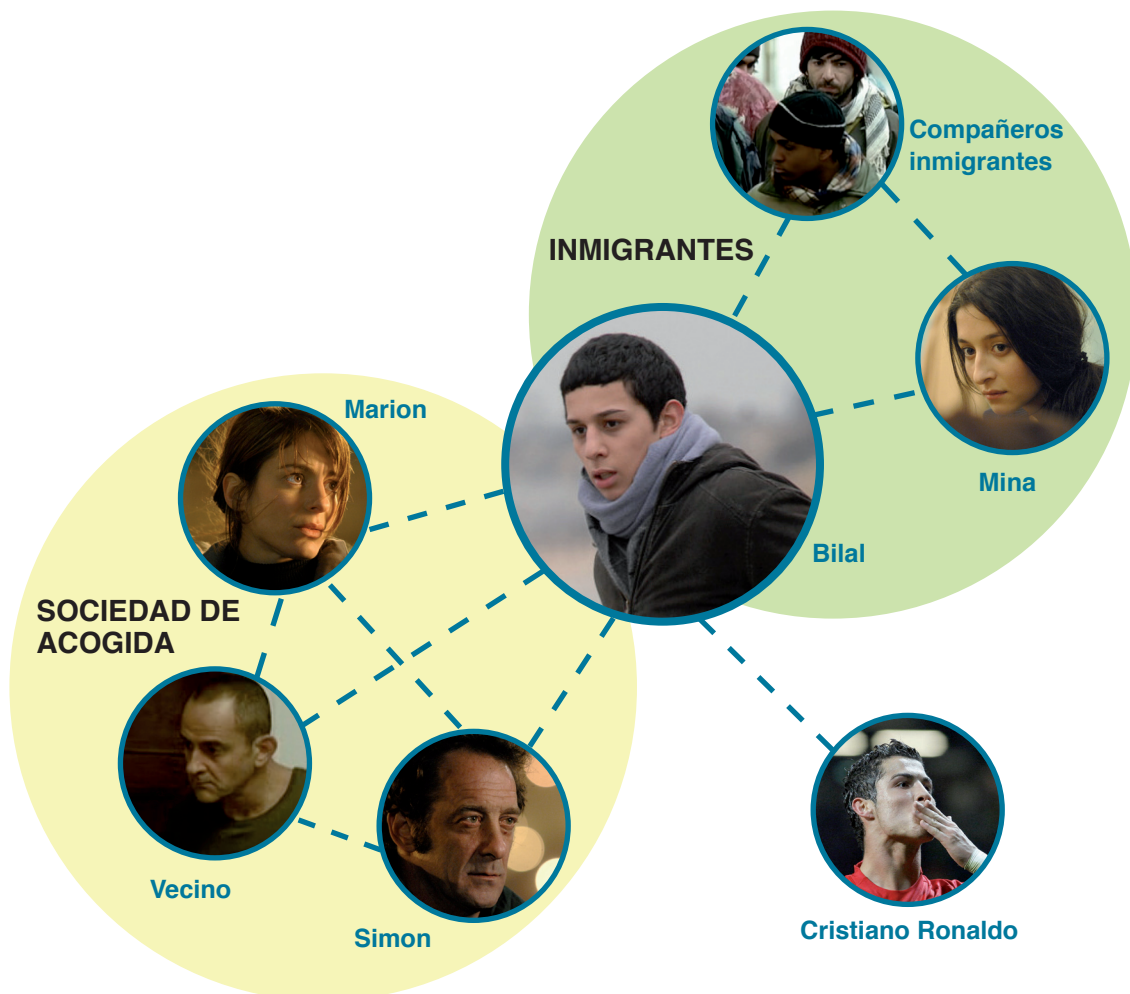 Compañeros
inmigrantes
INMIGRANTES
Mina
Marion
Bilal
SOCIEDAD DE
ACOGIDA
Vecino
Simon
Cristiano Ronaldo